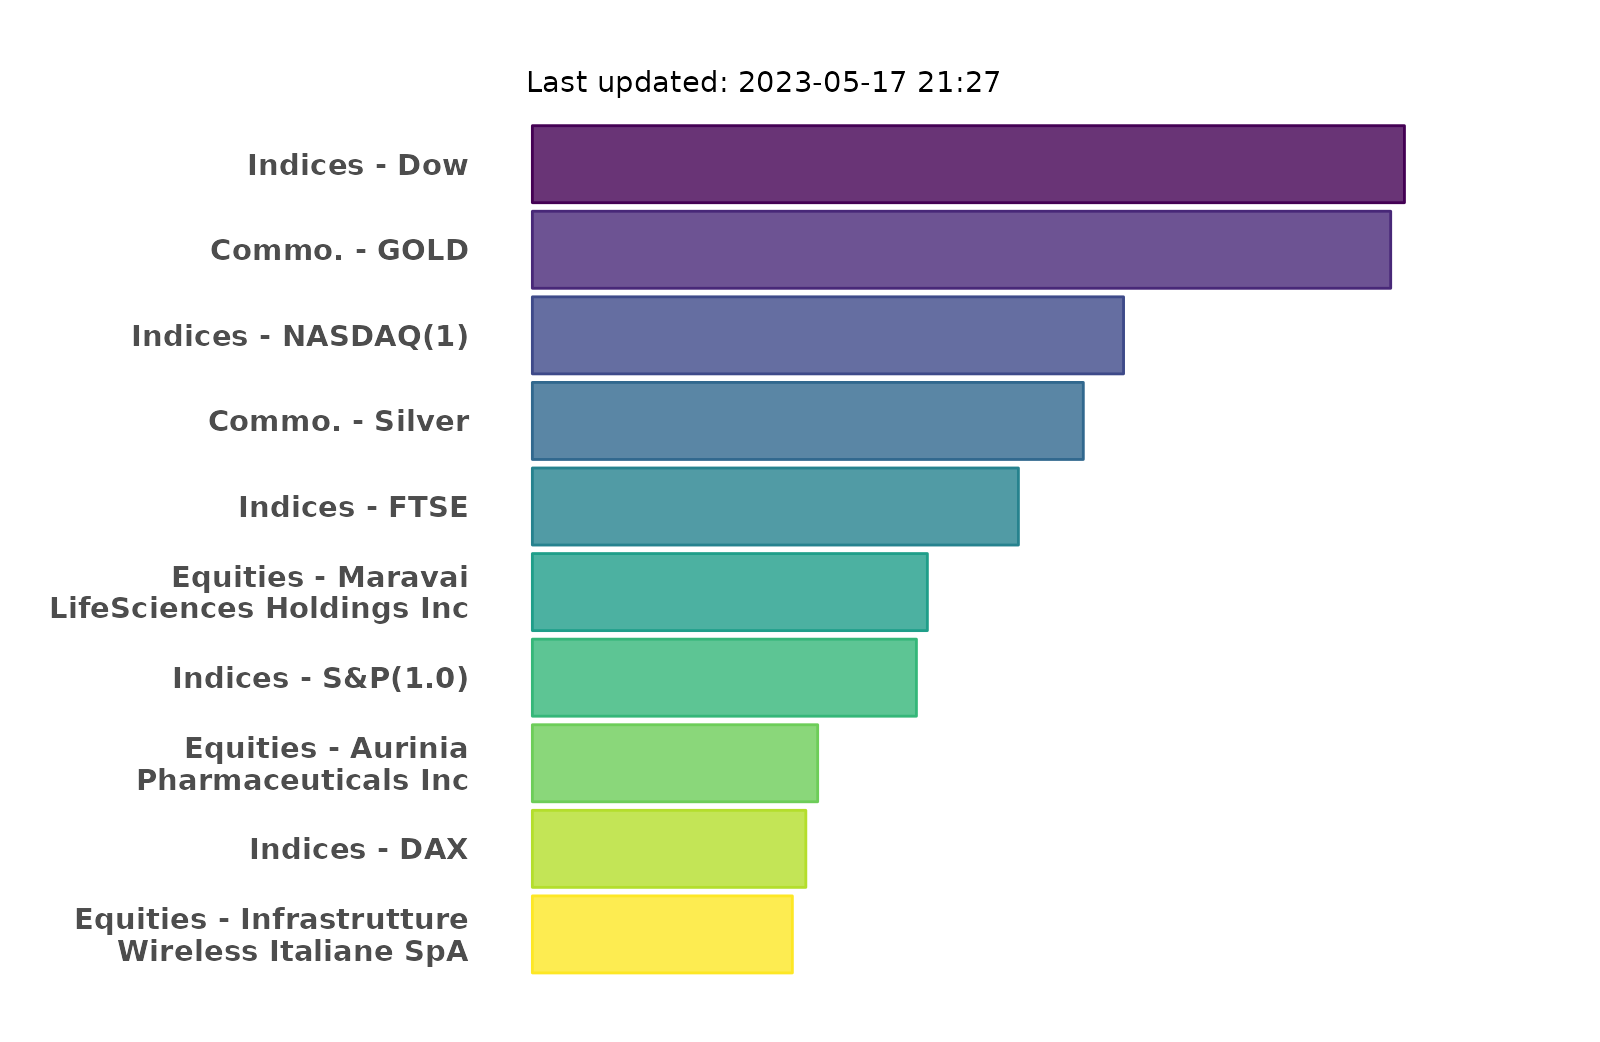 Last updated: 2023-05-17 21:27
Indices - Dow
Commo. - GOLD
Indices - NASDAQ(1)
Commo. - Silver
Indices - FTSE
Equities - Maravai
LifeSciences Holdings Inc
Indices - S&P(1.0)
Equities - Aurinia
Pharmaceuticals Inc
Indices - DAX
Equities - Infrastrutture
Wireless Italiane SpA